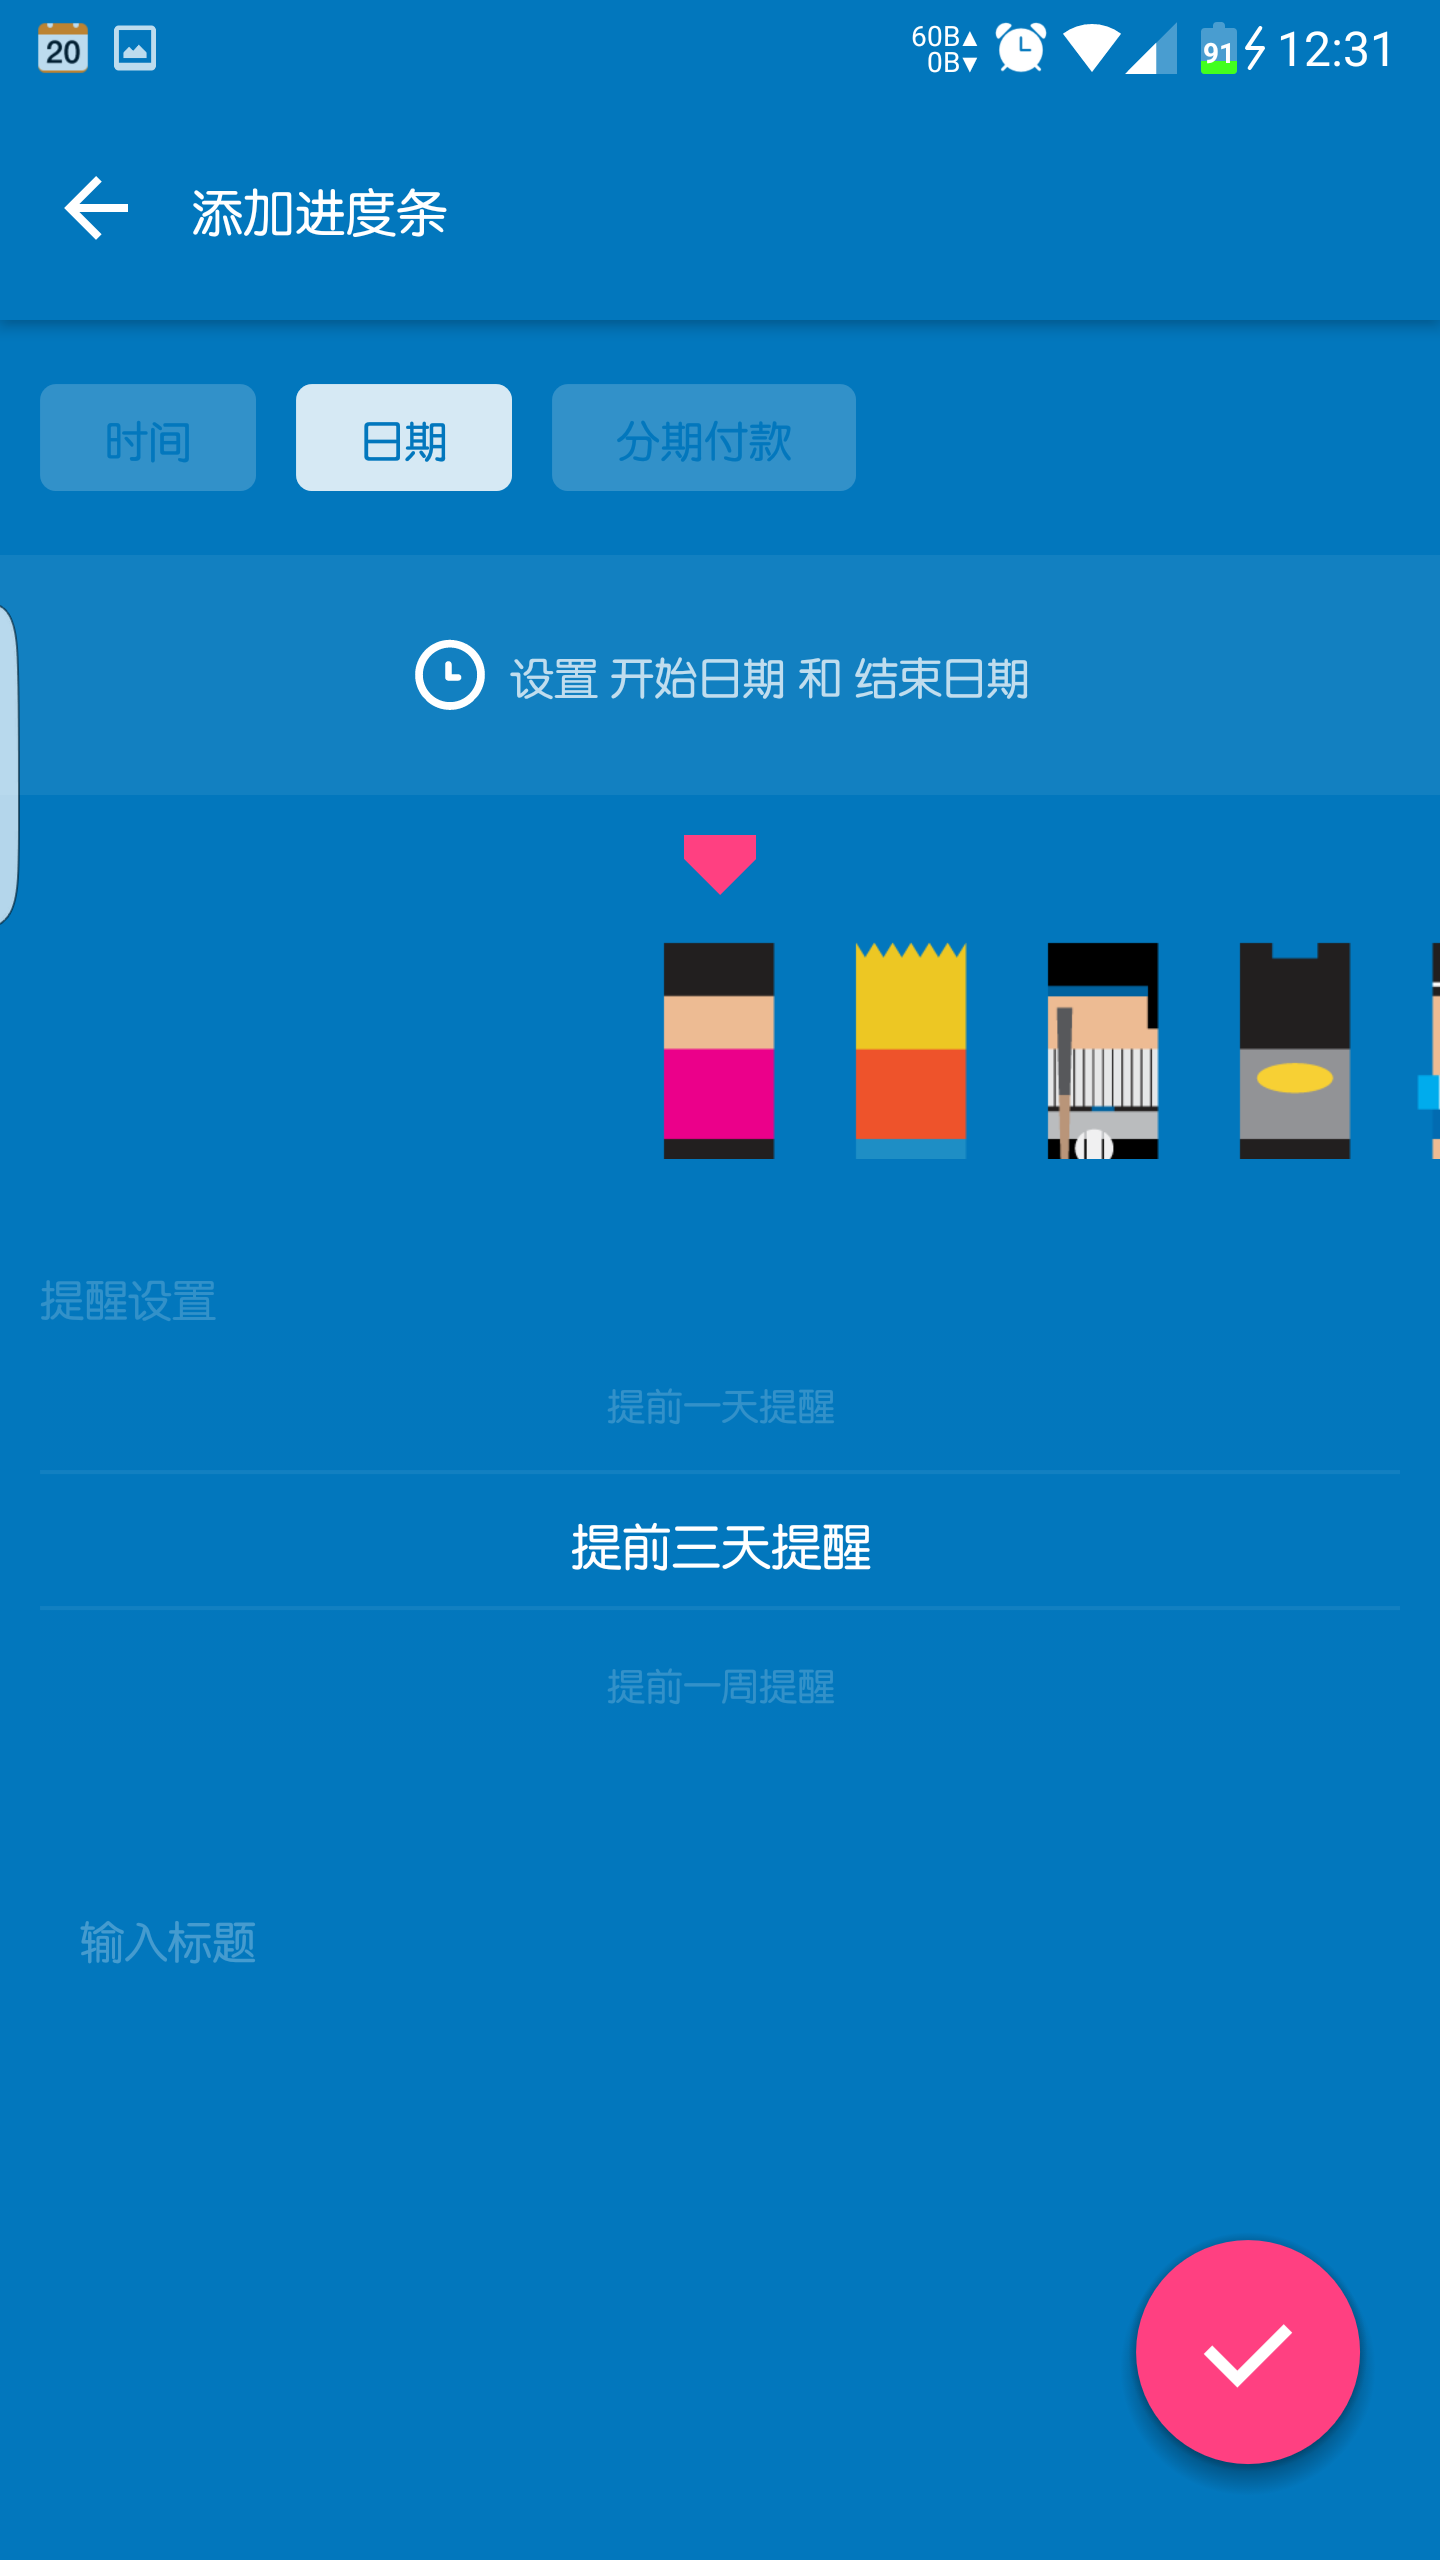 20
60B
0B
91
12:31
添加进度条
时间
日期
分期付款
设置 开始日期 和 结束日期
提醒设置
提前一天提醒
提前三天提醒
提前一周提醒
输入标题